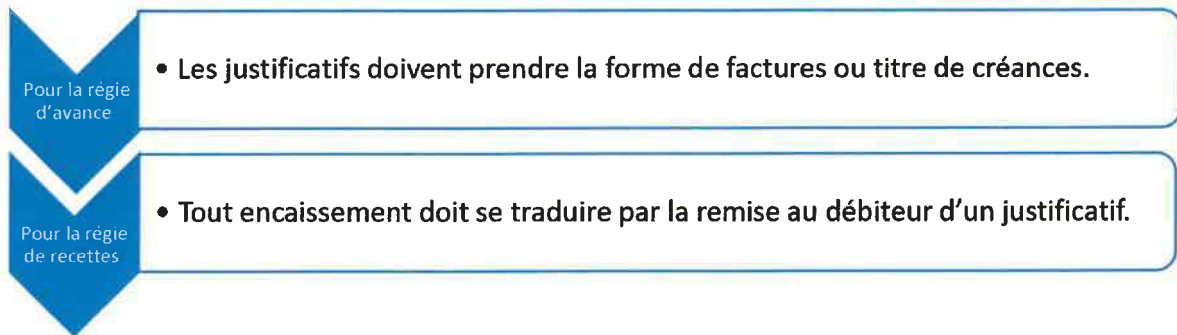 Pour la régie
d'avance
• Les justificatifs doivent prendre la forme de factures ou titre de créances.
Pour la régie
de recettes
• Tout encaissement doit se traduire par la remise au débiteur d'un justificatif.